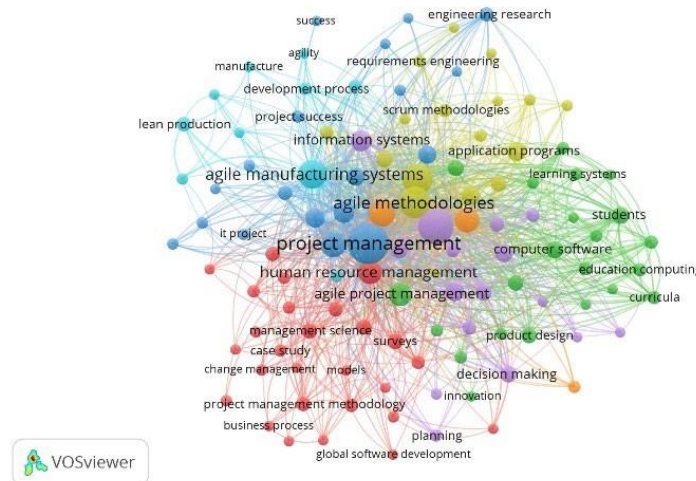 success
engineering research
agility
requirements engineering
manufacture
development process
scrum methodologies
project success
lean production
information systems
application programs
agile manufacturing systems
learning systems
agile methodologies
students
it project
project management
computer software
human resource management
education computing
agile project management
curricula
management science
surveys
product design
case study
change management
models
decision making
innovation
project management methodology
business process
planning
global software development
VOSviewer